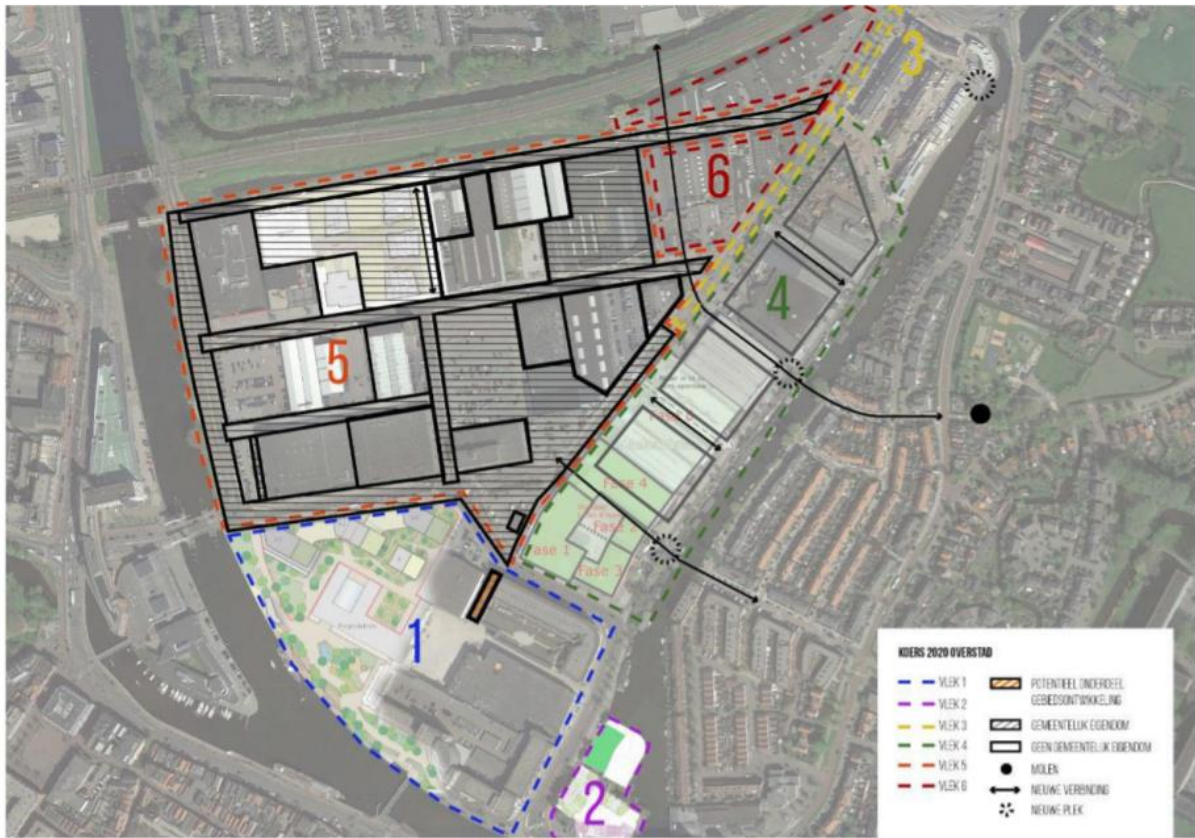 3
6
4
5
Fase 4
Fase
Fase 1
Fase 3
1
2
KOERS 2020 OVERSTAD
VLEK 1
VLEK 2
VLEK 3
VLEK 4
VLEK 5
VLEK 6
POTENTIEEL ONDERDEEL
GEBIEDSONTWIKKELING
GEMEENTELIJK EIGENDOM
GEEN GEMEENTELIJK EIGENDOM
MOLEN
NIEUWE VERBINDING
NIEUWE PLEK